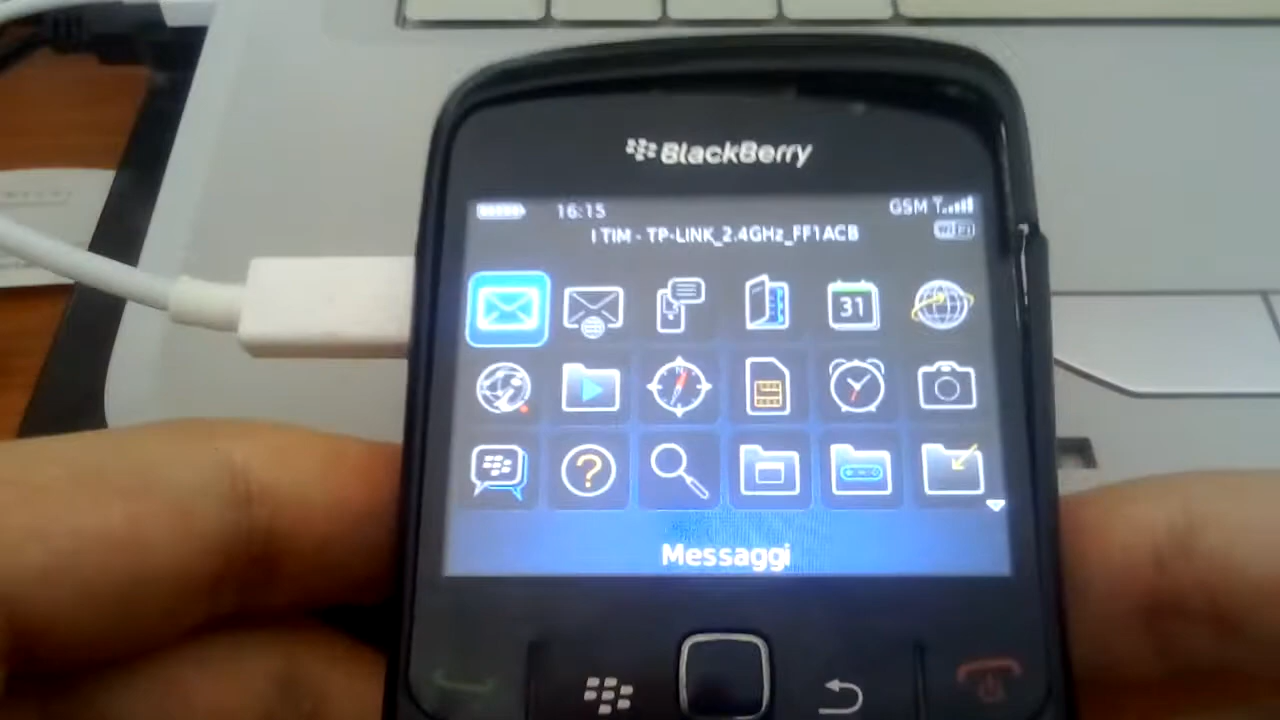 BlackBerry
16:15
GSM
I TIM - TP-LINK_2.4GHz_FF1ACB
WiFi
31
N
?
Messaggi